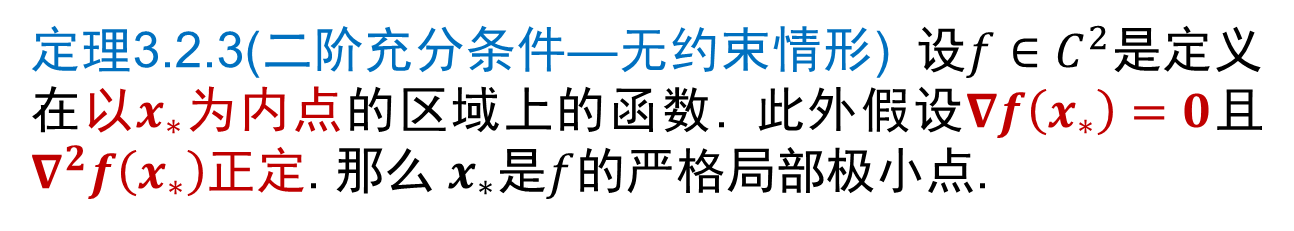 定理3.2.3(二阶充分条件—无约束情形) 设f ∈ C²是定义
在以x∗为内点的区域上的函数. 此外假设∇f(x∗) = 0且
∇²f(x∗)正定. 那么 x∗是f的严格局部极小点.